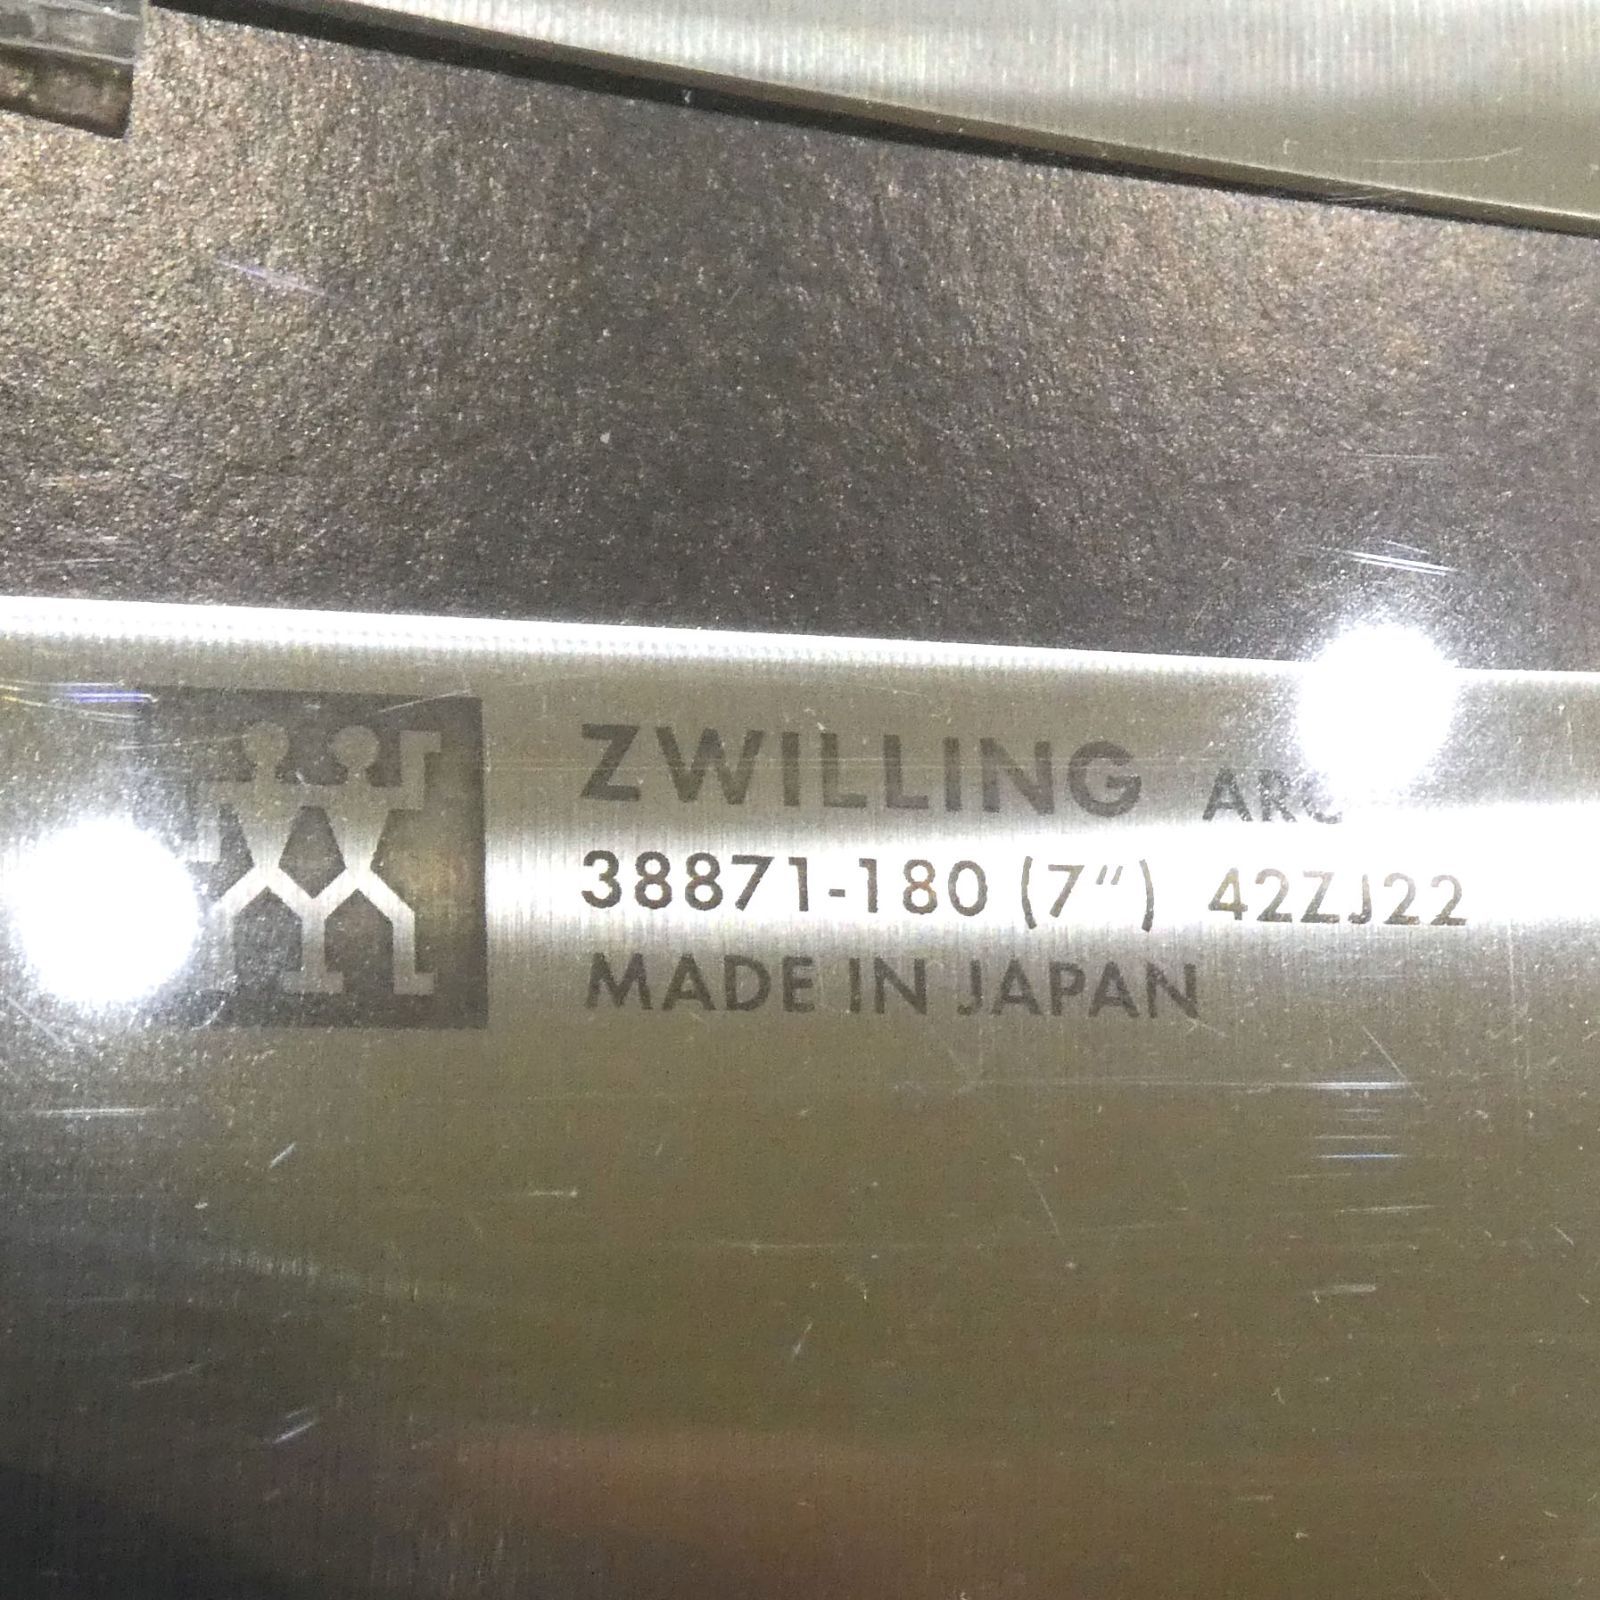 ZWILLING
38871-180 (7“) 42ZJ22
MADE IN JAPAN